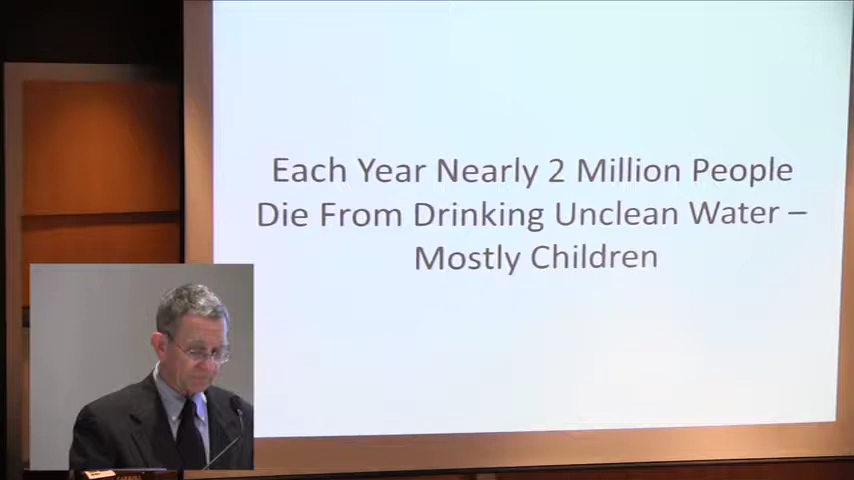 Each Year Nearly 2 Million People
Die From Drinking Unclean Water –
Mostly Children